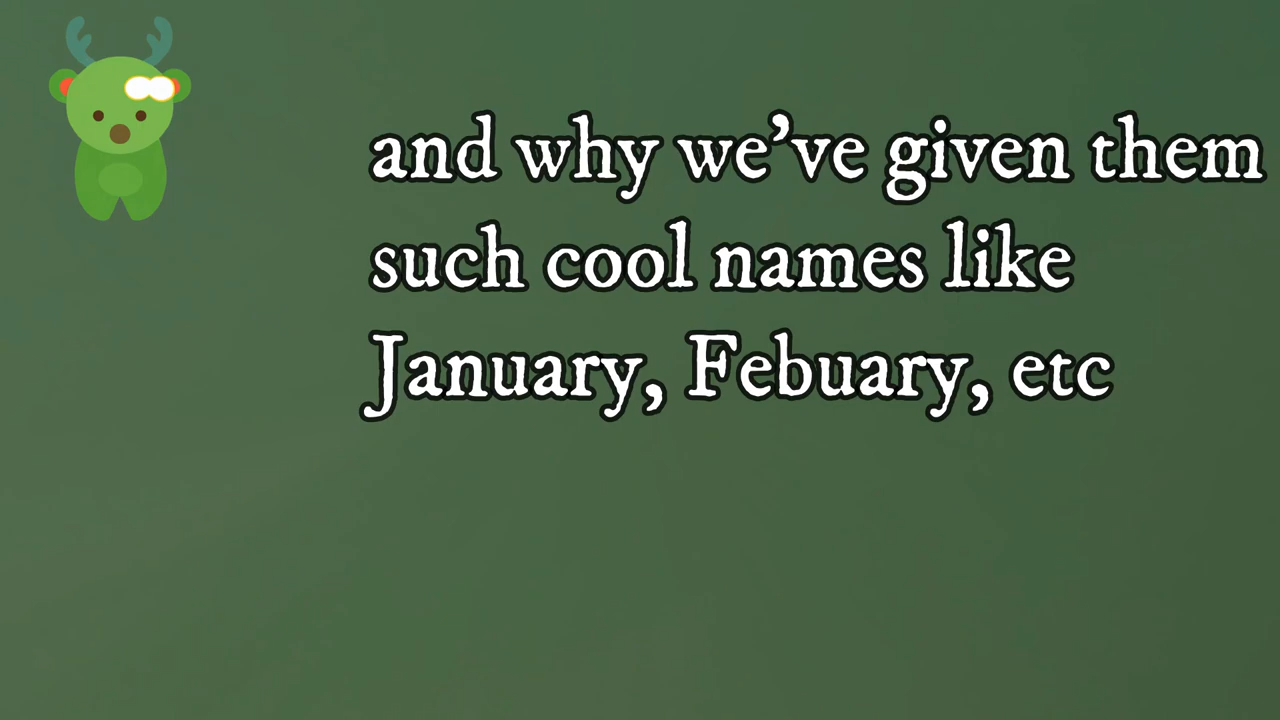 and why we’ve given them
such cool names like
January, Febuary, etc